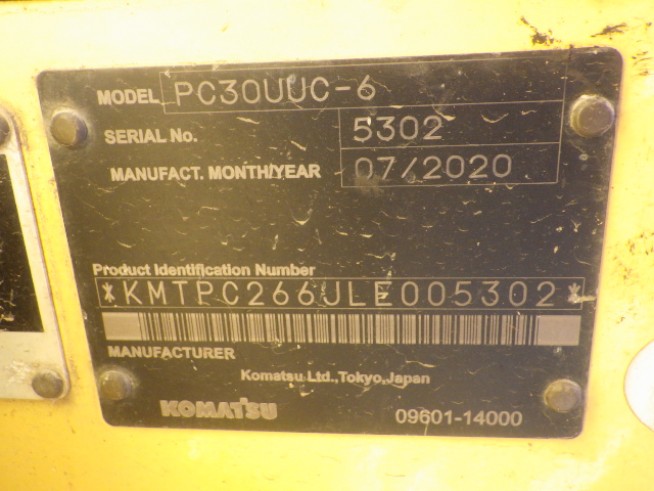 MODEL PC30UUC-6
SERIAL No. 5302
MANUFACT. MONTH/YEAR 07/2020
Product Identification Number
*KMTPC266JLE005302*
MANUFACTURER
Komatsu Ltd.,Tokyo,Japan
KOMATSU 09601-14000